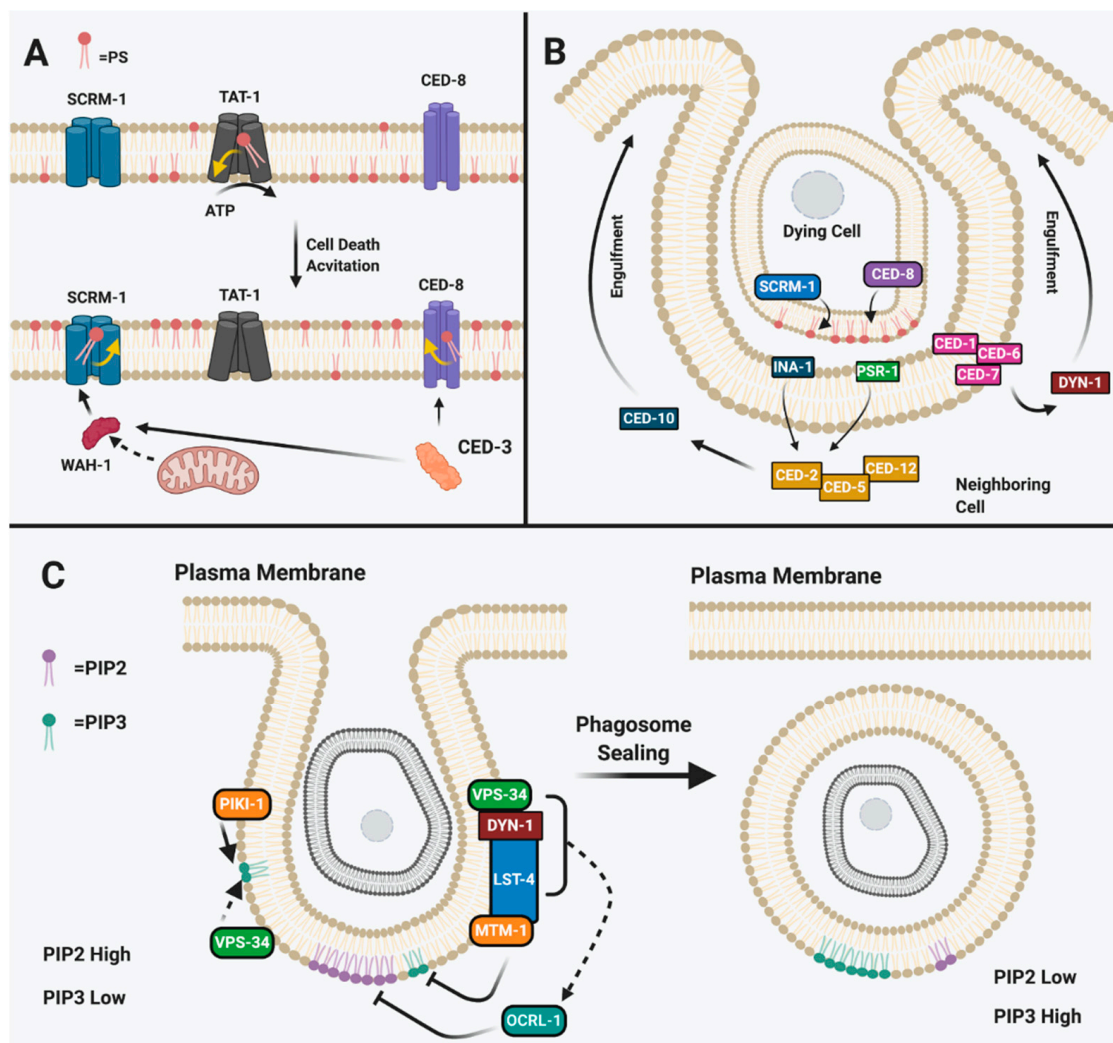 A
=PS
SCRM-1
TAT-1
CED-8
ATP
Cell Death
Acvitation
SCRM-1
TAT-1
CED-8
WAH-1
CED-3
B
Engulfment
Dying Cell
SCRM-1
CED-8
Engulfment
INA-1
PSR-1
CED-1
CED-6
CED-7
DYN-1
CED-10
CED-2
CED-5
CED-12
Neighboring
Cell
C
Plasma Membrane
=PIP2
=PIP3
PIKI-1
VPS-34
VPS-34
DYN-1
LST-4
MTM-1
OCRL-1
PIP2 High
PIP3 Low
Phagosome
Sealing
Plasma Membrane
PIP2 Low
PIP3 High